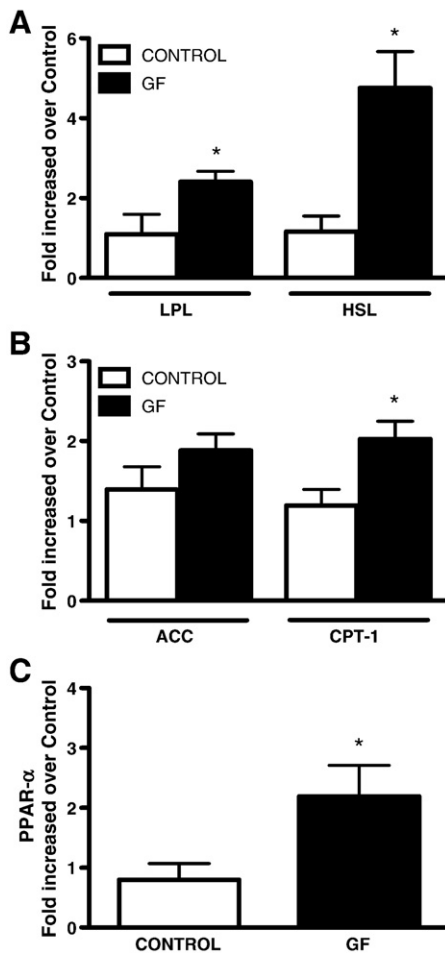 A
Fold increased over Control
6
4
2
0
CONTROL
GF
*
*
LPL
HSL
B
Fold increased over Control
3
2
1
0
CONTROL
GF
*
ACC
CPT-1
C
PPAR-α
Fold increased over Control
4
3
2
1
0
*
CONTROL
GF